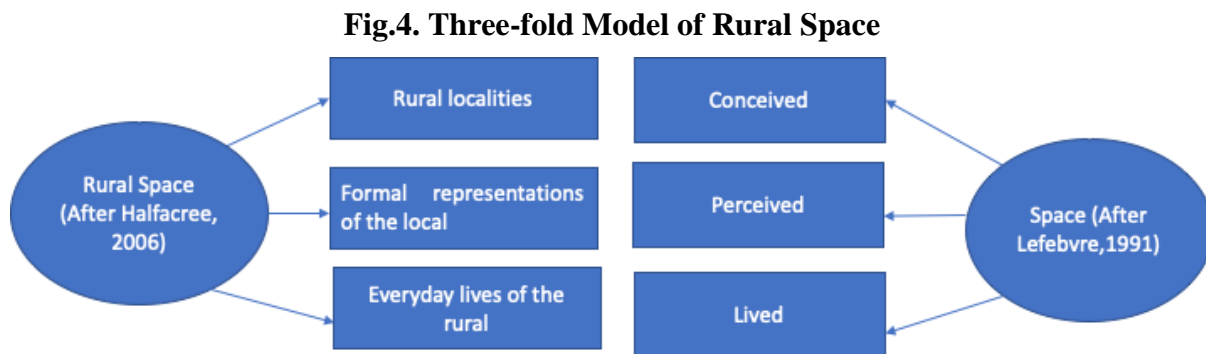 Fig.4. Three-fold Model of Rural Space
Rural Space
(After Halfacree,
2006)
Rural localities
Formal representations
of the local
Everyday lives of the
rural
Conceived
Perceived
Lived
Space (After
Lefebvre,1991)